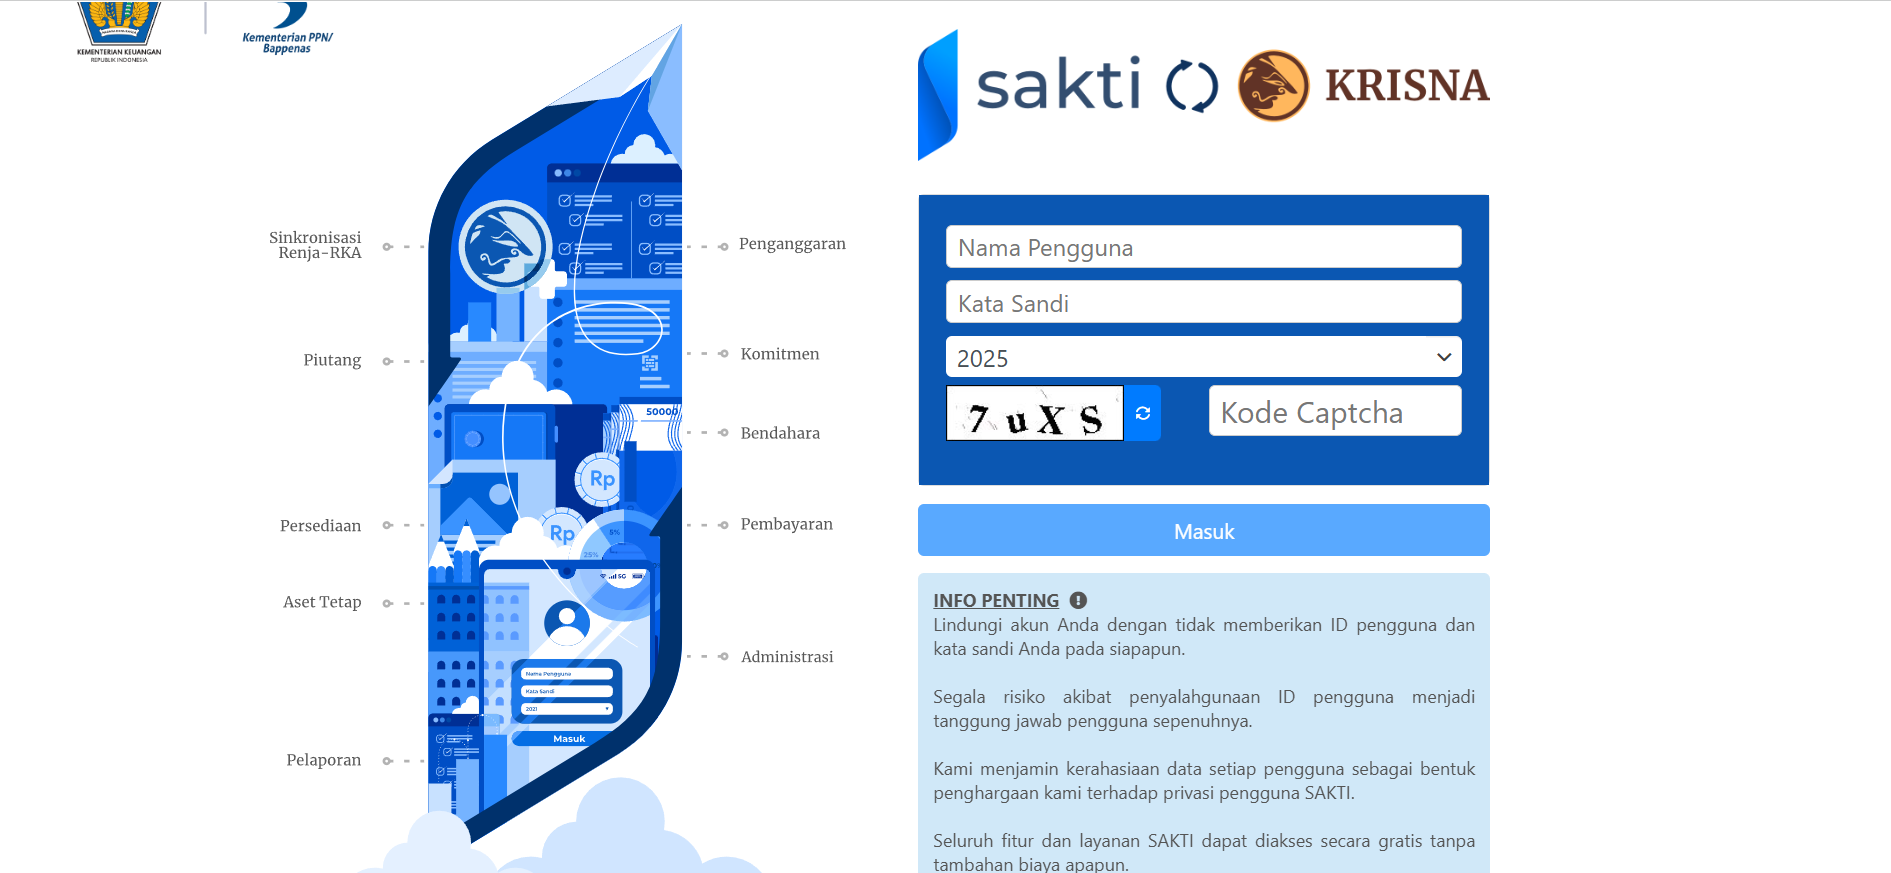 KEMENTERIAN KEUANGAN
REPUBLIK INDONESIA
Kementerian PPN/
Bappenas
Sinkronisasi
Renja-RKA
Piutang
Persediaan
Aset Tetap
Pelaporan
50000
Rp
Rp
5%
25%
5G
Nama Pengguna
Kata Sandi
2021
Masuk
Penganggaran
Komitmen
Bendahara
Pembayaran
Administrasi
sakti KRISNA
Nama Pengguna
Kata Sandi
2025
7uXS
Kode Captcha
Masuk
INFO PENTING
Lindungi akun Anda dengan tidak memberikan ID pengguna dan
kata sandi Anda pada siapapun.
Segala risiko akibat penyalahgunaan ID pengguna menjadi
tanggung jawab pengguna sepenuhnya.
Kami menjamin kerahasiaan data setiap pengguna sebagai bentuk
penghargaan kami terhadap privasi pengguna SAKTI.
Seluruh fitur dan layanan SAKTI dapat diakses secara gratis tanpa
tambahan biaya apapun.